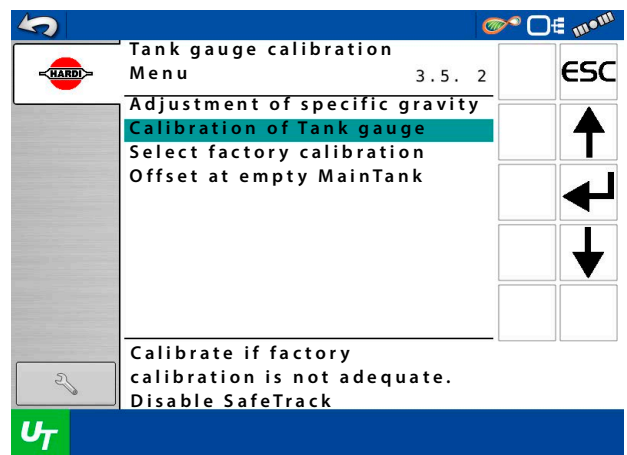 Tank gauge calibration
HARDI
Menu 3.5. 2
ESC
Adjustment of specific gravity
Calibration of Tank gauge
Select factory calibration
Offset at empty MainTank
Calibrate if factory
calibration is not adequate.
Disable SafeTrack
UT